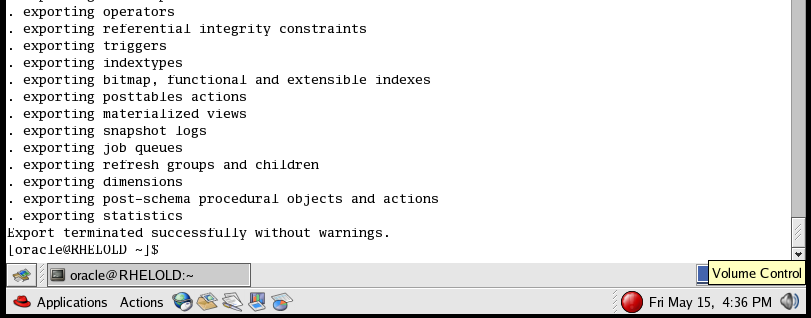 . exporting operators
. exporting referential integrity constraints
. exporting triggers
. exporting indextypes
. exporting bitmap, functional and extensible indexes
. exporting posttables actions
. exporting materialized views
. exporting snapshot logs
. exporting job queues
. exporting refresh groups and children
. exporting dimensions
. exporting post-schema procedural objects and actions
. exporting statistics
Export terminated successfully without warnings.
[oracle@RHELOLD ~]$
oracle@RHELOLD:~
Volume Control
Applications Actions
Fri May 15, 4:36 PM